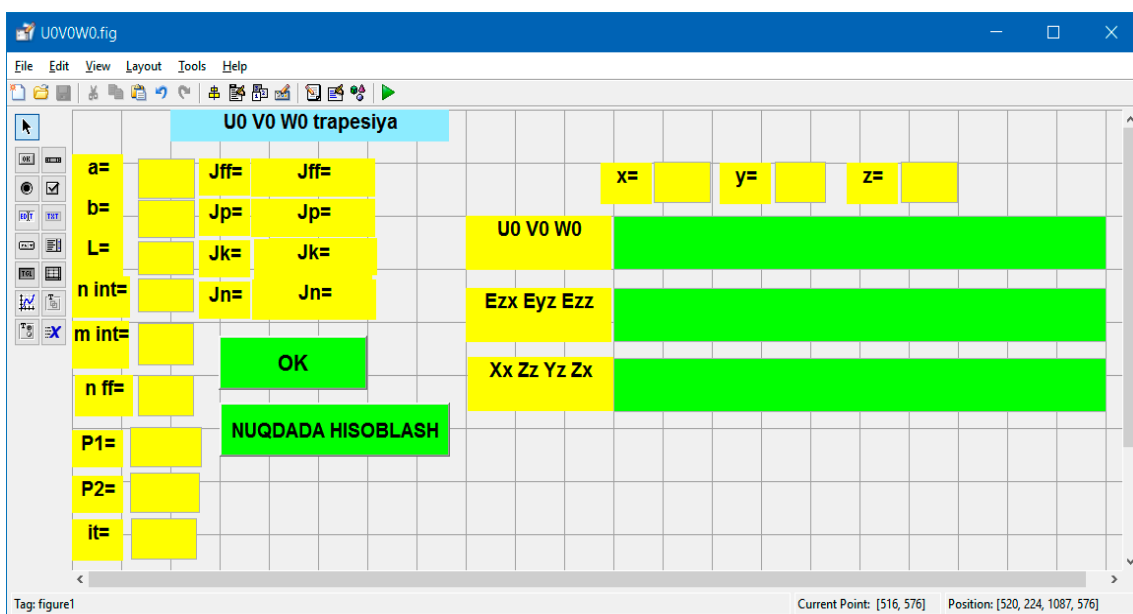 U0V0W0.fig
File Edit View Layout Tools Help
U0 V0 W0 trapesiya
a= Jff= Jff= x= y= z=
b= Jp= Jp=
U0 V0 W0
L= Jk= Jk=
n int= Jn= Jn=
Ezx Eyz Ezz
m int=
OK
Xx Zz Yz Zx
n ff=
NUQDADA HISOBLASH
P1=
P2=
it=
Tag: figure1 Current Point: [516, 576] Position: [520, 224, 1087, 576]